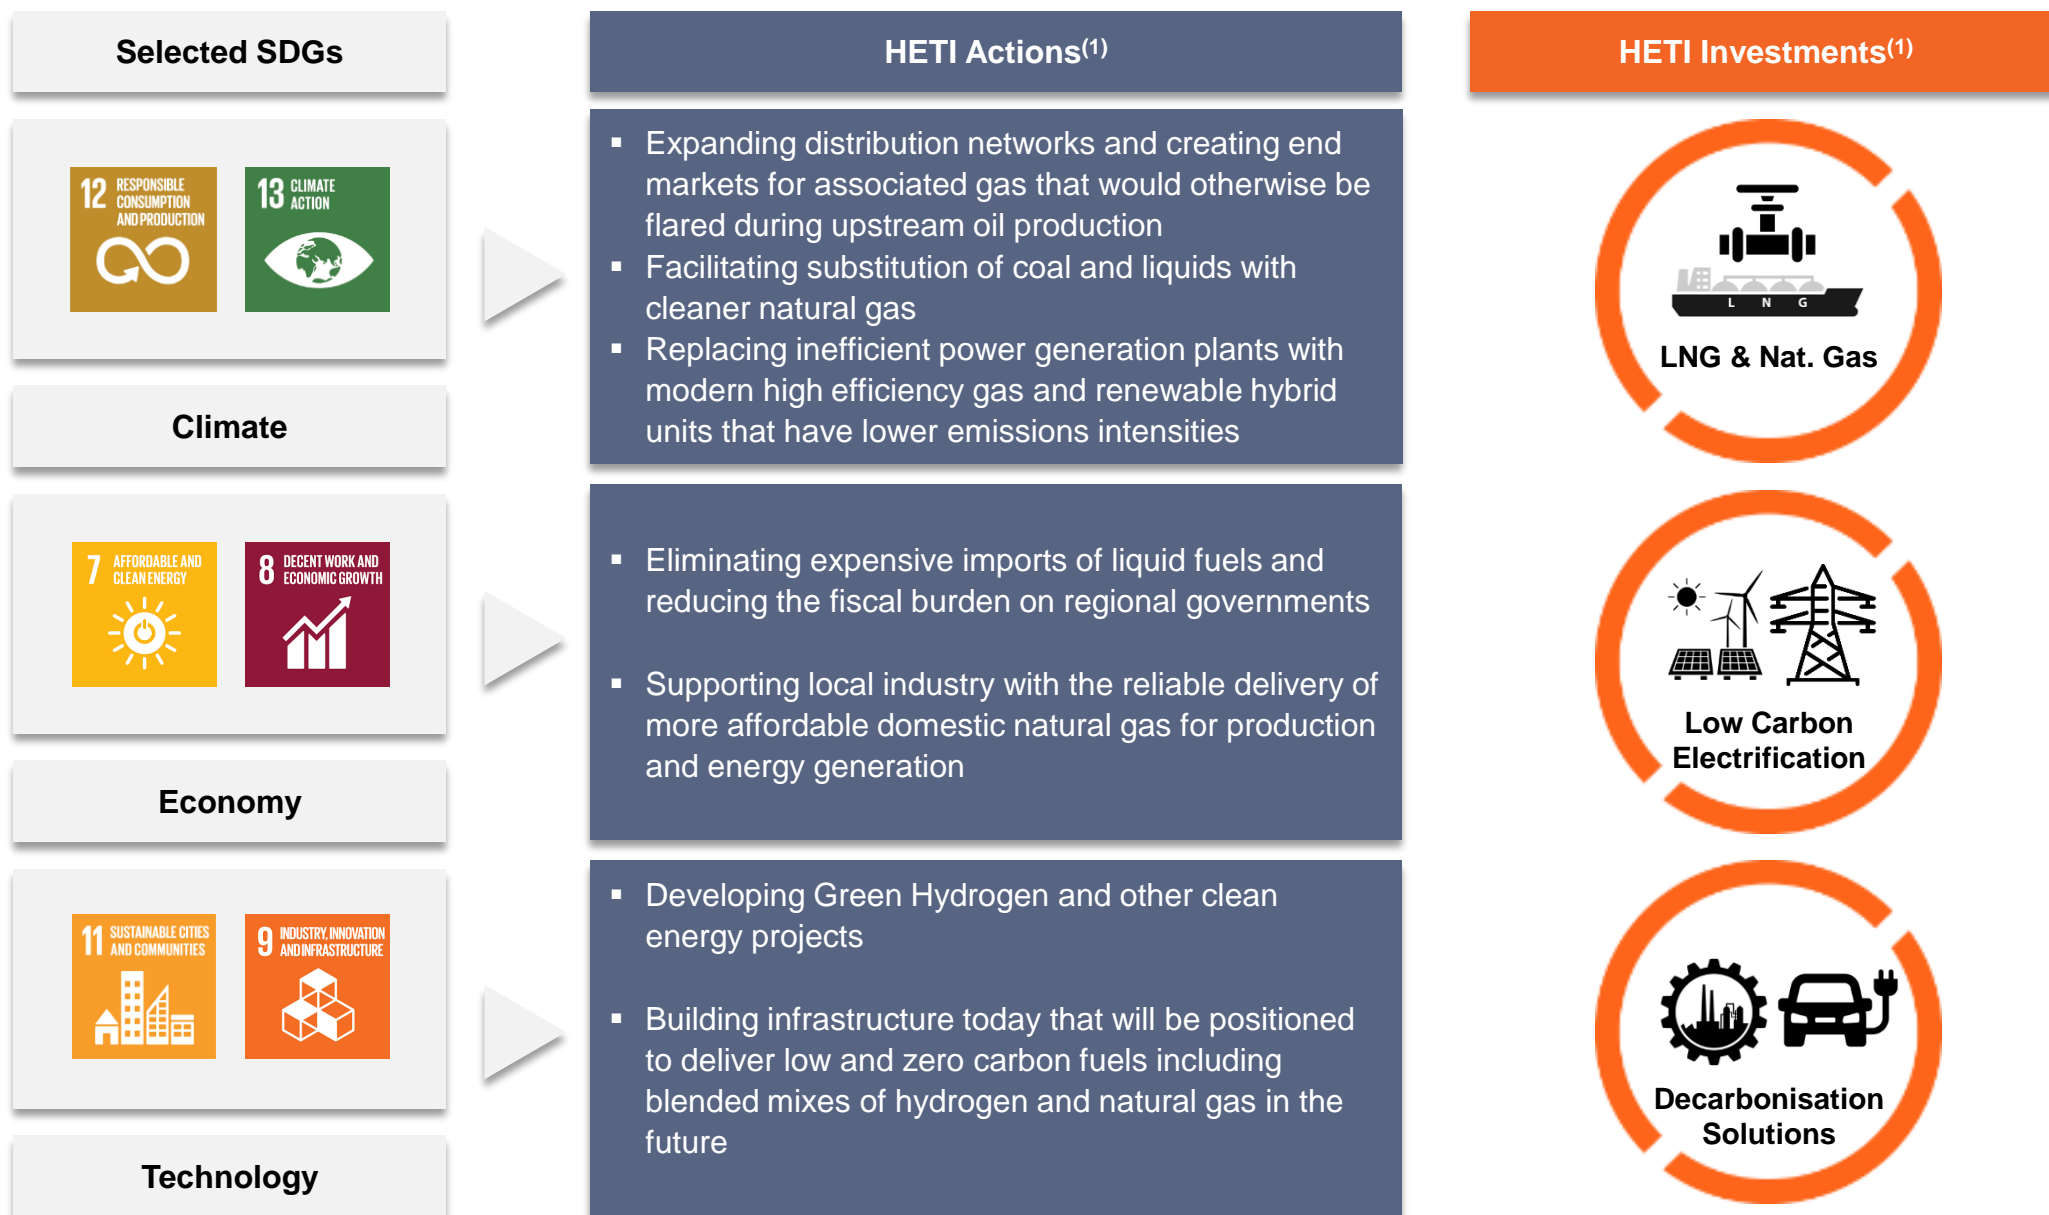 Selected SDGs
HETI Actions(1)
HETI Investments(1)
12 RESPONSIBLE
CONSUMPTION
AND PRODUCTION
13 CLIMATE
ACTION
Climate
▪ Expanding distribution networks and creating end
markets for associated gas that would otherwise be
flared during upstream oil production
▪ Facilitating substitution of coal and liquids with
cleaner natural gas
▪ Replacing inefficient power generation plants with
modern high efficiency gas and renewable hybrid
units that have lower emissions intensities
L N G
LNG & Nat. Gas
7 AFFORDABLE AND
CLEAN ENERGY
8 DECENT WORK AND
ECONOMIC GROWTH
Economy
▪ Eliminating expensive imports of liquid fuels and
reducing the fiscal burden on regional governments
▪ Supporting local industry with the reliable delivery of
more affordable domestic natural gas for production
and energy generation
Low Carbon
Electrification
11 SUSTAINABLE CITIES
AND COMMUNITIES
9 INDUSTRY, INNOVATION
AND INFRASTRUCTURE
Technology
▪ Developing Green Hydrogen and other clean
energy projects
▪ Building infrastructure today that will be positioned
to deliver low and zero carbon fuels including
blended mixes of hydrogen and natural gas in the
future
Decarbonisation
Solutions